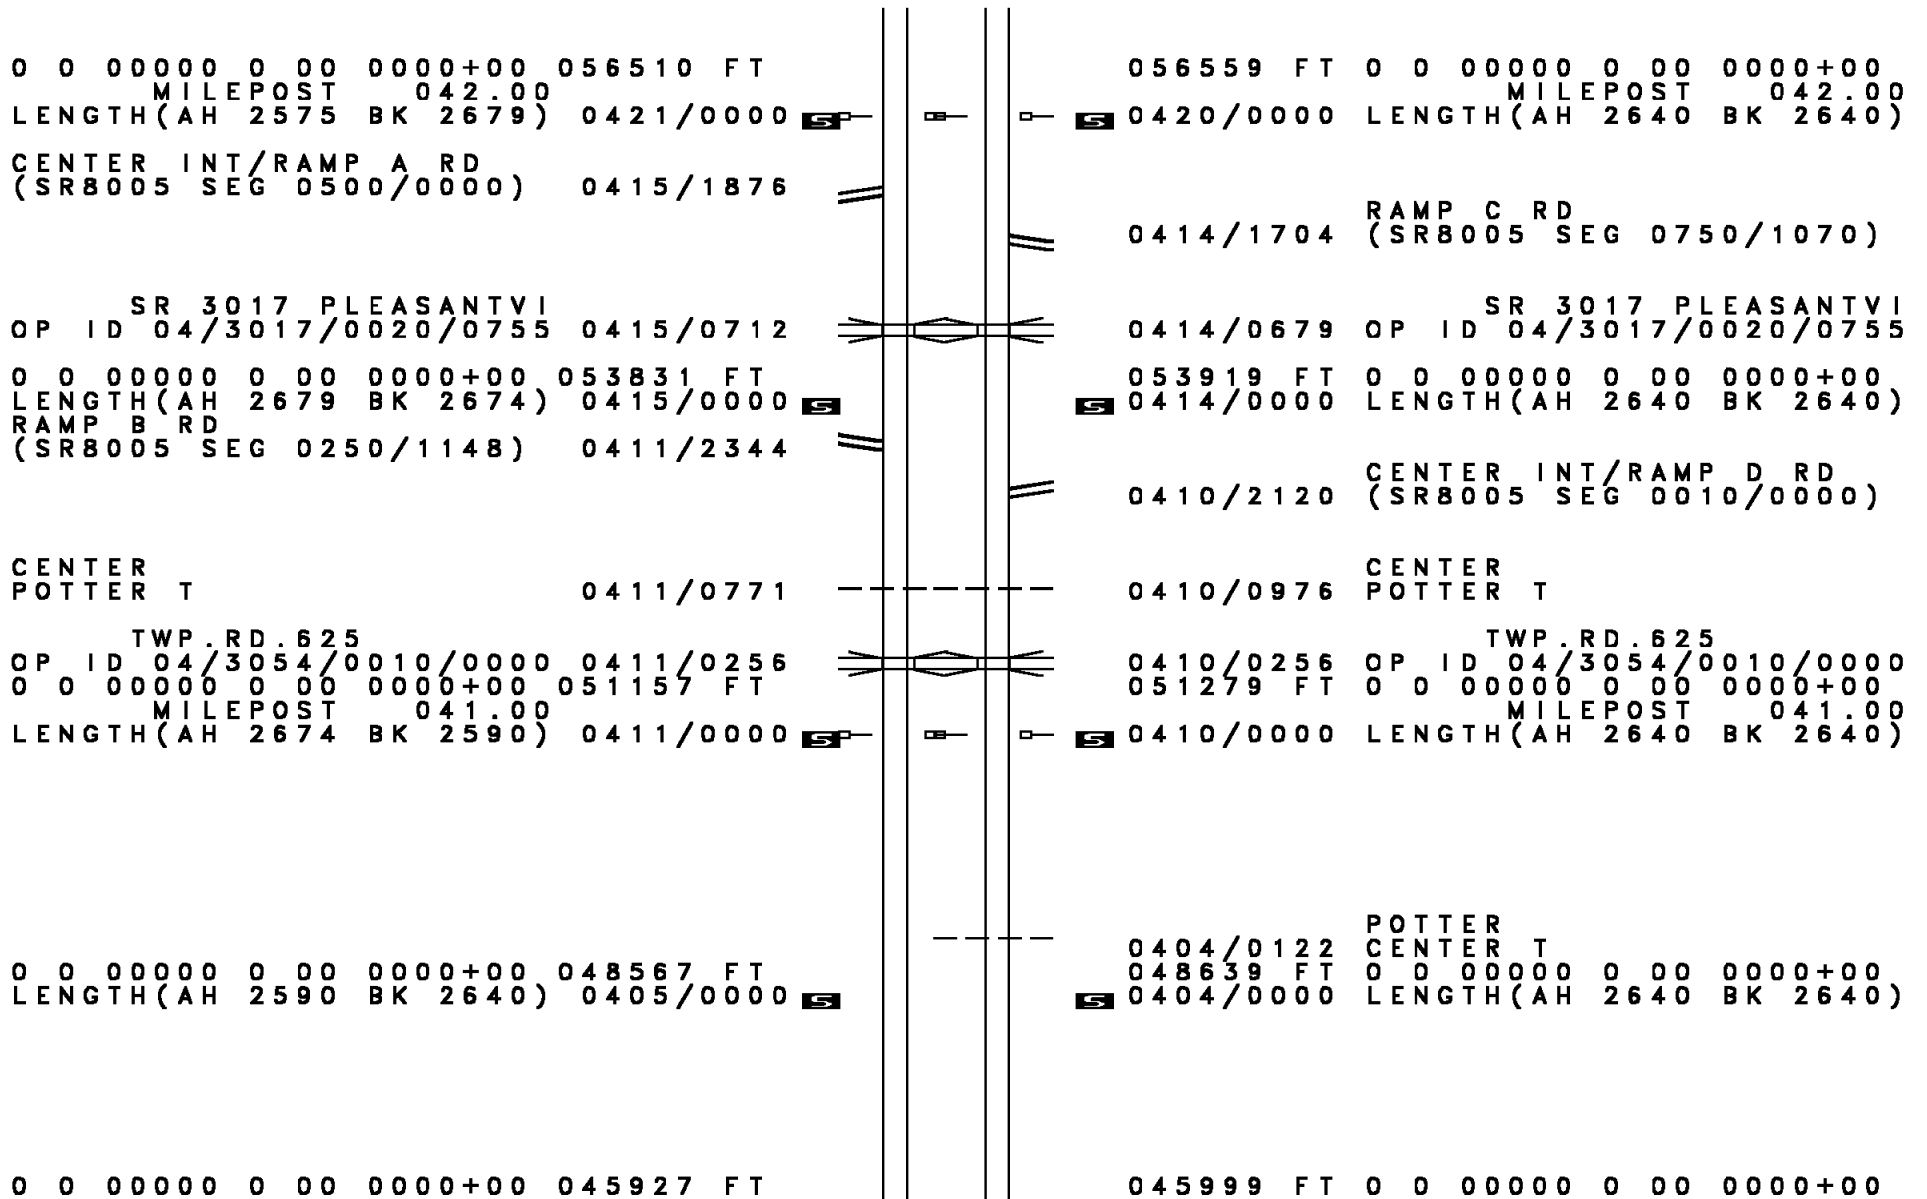 0 0 00000 0 00 0000+00 056510 FT
MILEPOST 042.00
LENGTH(AH 2575 BK 2679) 0421/0000 S
CENTER INT/RAMP A RD
(SR8005 SEG 0500/0000) 0415/1876
SR 3017 PLEASANTVI
OP ID 04/3017/0020/0755 0415/0712
0 0 00000 0 00 0000+00 053831 FT
LENGTH(AH 2679 BK 2674) 0415/0000 S
RAMP B RD
(SR8005 SEG 0250/1148) 0411/2344
CENTER
POTTER T 0411/0771
TWP.RD.625
OP ID 04/3054/0010/0000 0411/0256
0 0 00000 0 00 0000+00 051157 FT
MILEPOST 041.00
LENGTH(AH 2674 BK 2590) 0411/0000 S
0 0 00000 0 00 0000+00 048567 FT
LENGTH(AH 2590 BK 2640) 0405/0000 S
0 0 00000 0 00 0000+00 045927 FT
056559 FT 0 0 00000 0 00 0000+00
MILEPOST 042.00
S 0420/0000 LENGTH(AH 2640 BK 2640)
RAMP C RD
0414/1704 (SR8005 SEG 0750/1070)
SR 3017 PLEASANTVI
0414/0679 OP ID 04/3017/0020/0755
053919 FT 0 0 00000 0 00 0000+00
S 0414/0000 LENGTH(AH 2640 BK 2640)
CENTER INT/RAMP D RD
0410/2120 (SR8005 SEG 0010/0000)
CENTER
0410/0976 POTTER T
TWP.RD.625
0410/0256 OP ID 04/3054/0010/0000
051279 FT 0 0 00000 0 00 0000+00
MILEPOST 041.00
S 0410/0000 LENGTH(AH 2640 BK 2640)
POTTER
0404/0122 CENTER T
048639 FT 0 0 00000 0 00 0000+00
S 0404/0000 LENGTH(AH 2640 BK 2640)
045999 FT 0 0 00000 0 00 0000+00